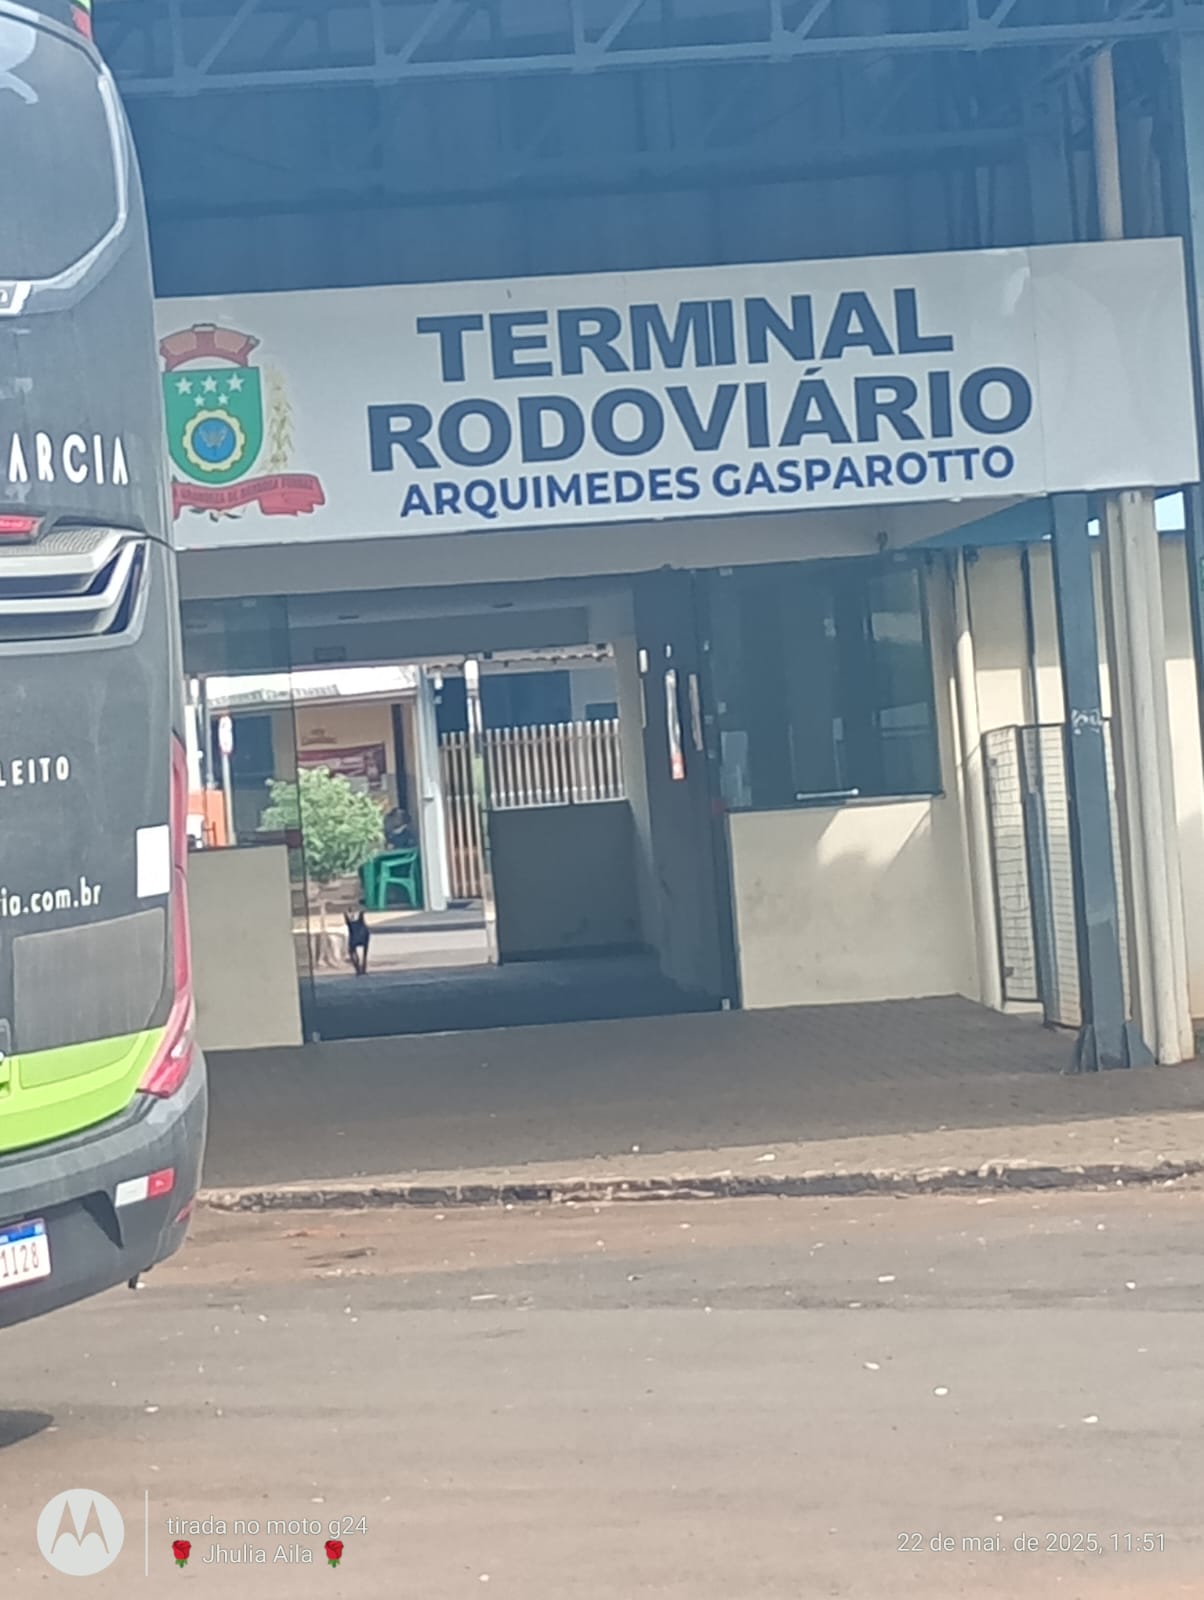 TERMINAL
RODOVIÁRIO
ARQUIMEDES GASPAROTTO
ARCIA
LEITO
ia.com.br
1128
tirada no moto g24
🌹 Jhulia Aila 🌹
22 de mai. de 2025, 11:51